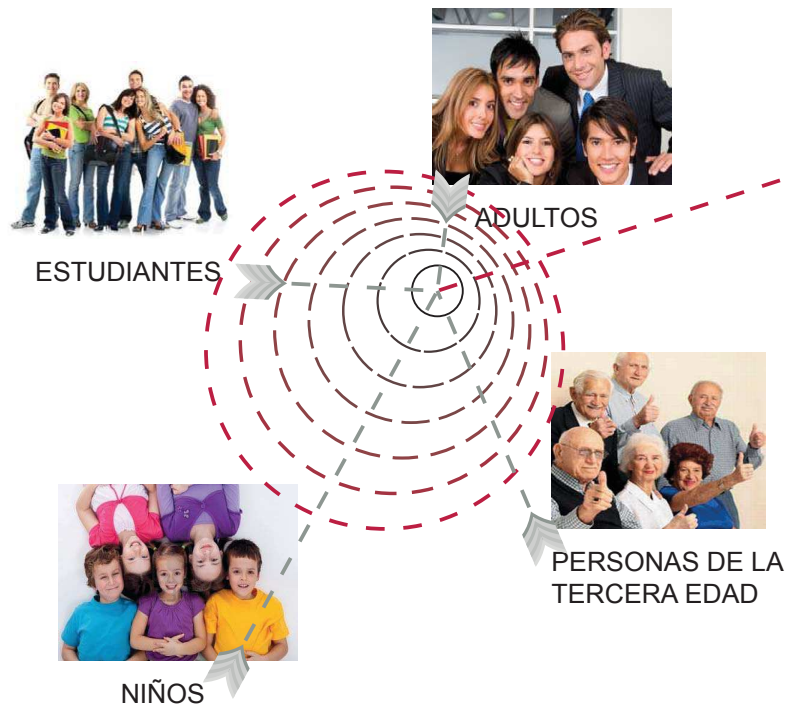 ADULTOS
ESTUDIANTES
PERSONAS DE LA
TERCERA EDAD
NIÑOS